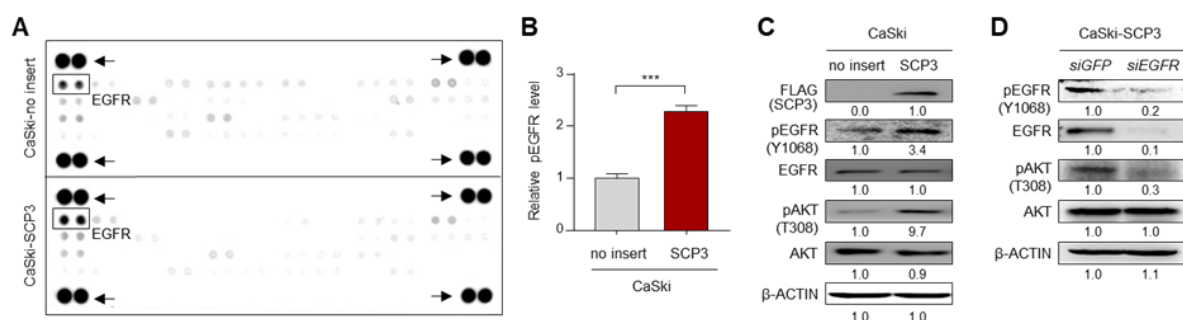 A
CaSki-no insert
EGFR
CaSki-SCP3
EGFR
B
Relative pEGFR level
3
2
1
0
***
no insert SCP3
CaSki
C
CaSki
no insert SCP3
FLAG
(SCP3)
0.0 1.0
pEGFR
(Y1068)
1.0 3.4
EGFR
1.0 1.0
pAKT
(T308)
1.0 9.7
AKT
1.0 0.9
β-ACTIN
1.0 1.0
D
CaSki-SCP3
siGFP siEGFR
pEGFR
(Y1068)
1.0 0.2
EGFR
1.0 0.1
pAKT
(T308)
1.0 0.3
AKT
1.0 1.0
β-ACTIN
1.0 1.1